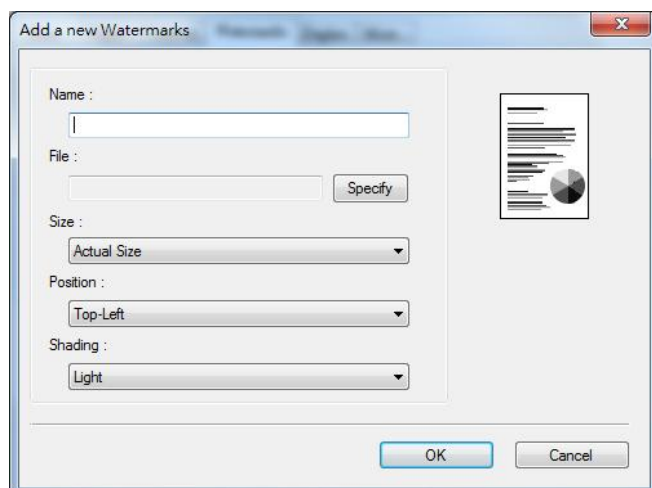 Add a new Watermarks
Name :
File :
Specify
Size :
Actual Size
Position :
Top-Left
Shading :
Light
OK
Cancel